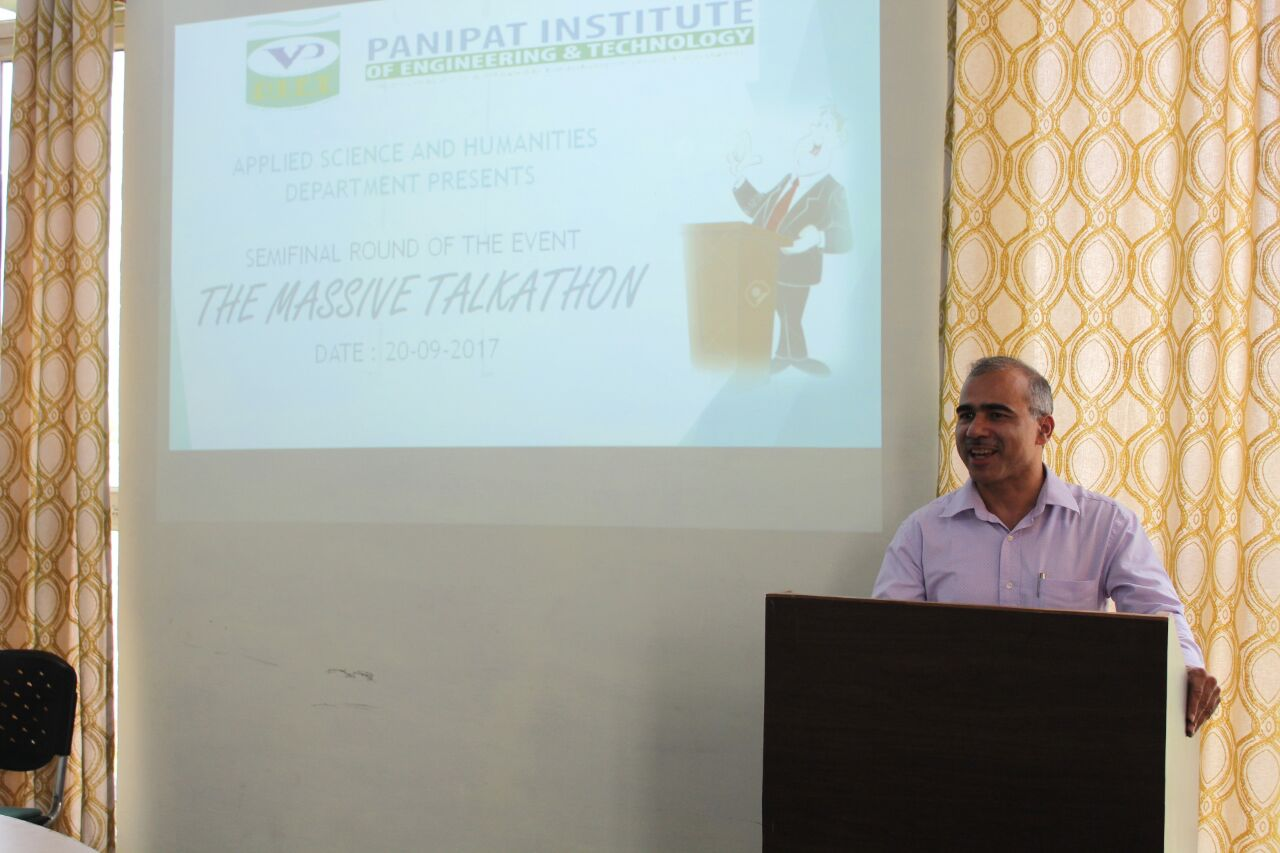 PANIPAT INSTITUTE
OF ENGINEERING & TECHNOLOGY
P.I.E.T
APPLIED SCIENCE AND HUMANITIES
DEPARTMENT PRESENTS
SEMIFINAL ROUND OF THE EVENT
THE MASSIVE TALKATHON
DATE : 20-09-2017